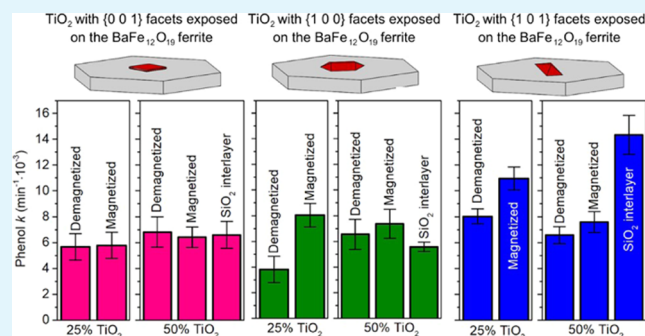 TiO2 with {0 0 1} facets exposed
on the BaFe12O19 ferrite
TiO2 with {1 0 0} facets exposed
on the BaFe12O19 ferrite
TiO2 with {1 0 1} facets exposed
on the BaFe12O19 ferrite
Phenol k (min⁻¹·10⁻³)
16
14
12
10
8
6
4
2
0
Demagnetized
Magnetized
Demagnetized
Magnetized
SiO2 interlayer
Demagnetized
Magnetized
Demagnetized
Magnetized
SiO2 interlayer
Demagnetized
Magnetized
Demagnetized
Magnetized
SiO2 interlayer
25% TiO2
50% TiO2
25% TiO2
50% TiO2
25% TiO2
50% TiO2